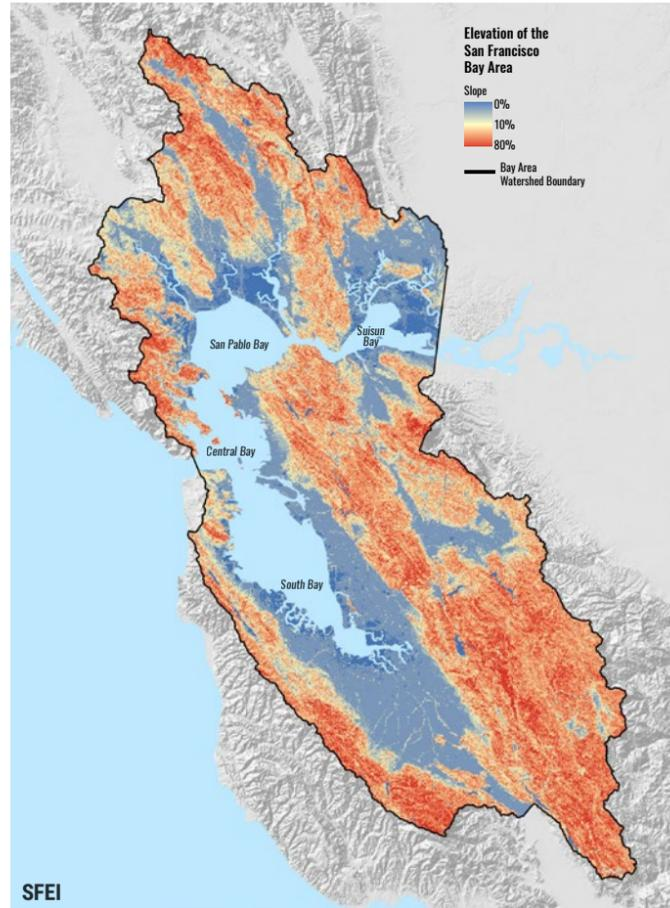 Elevation of the
San Francisco
Bay Area
Slope
0%
10%
80%
Bay Area
Watershed Boundary
San Pablo Bay
Suisun
Bay
Central Bay
South Bay
SFEI